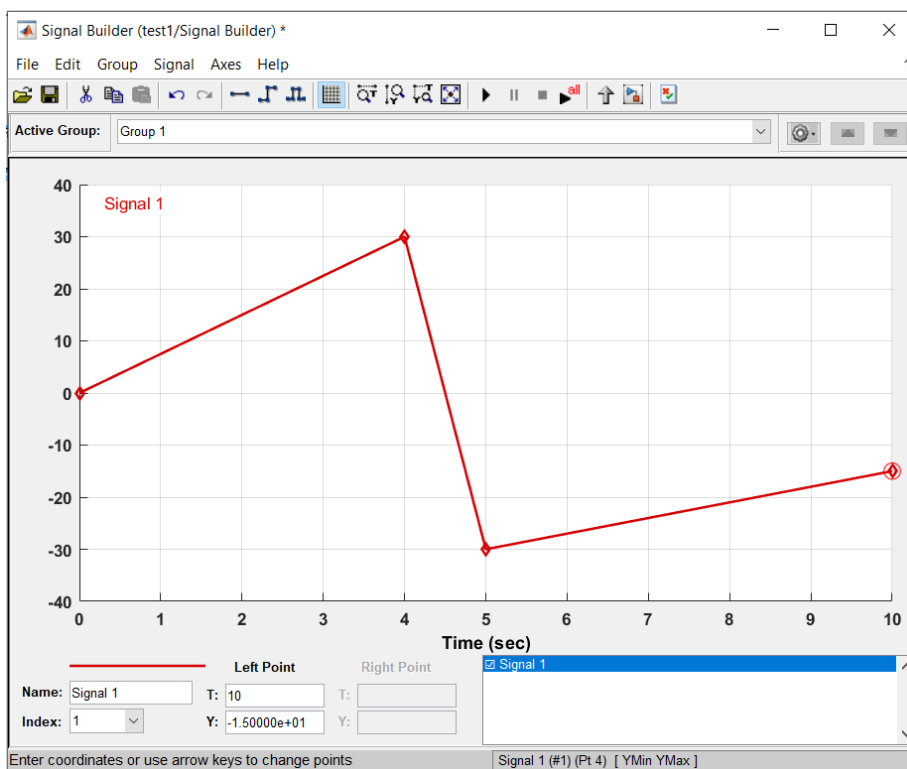 Signal Builder (test1/Signal Builder) *
File Edit Group Signal Axes Help
all
Active Group: Group 1
40
30
20
10
0
-10
-20
-30
-40
Signal 1
0 1 2 3 4 5 6 7 8 9 10
Time (sec)
Left Point Right Point
Name: Signal 1 T: 10 T:
Index: 1 Y: -1.50000e+01 Y:
Signal 1
Enter coordinates or use arrow keys to change points
Signal 1 (#1) (Pt 4) [ YMin YMax ]